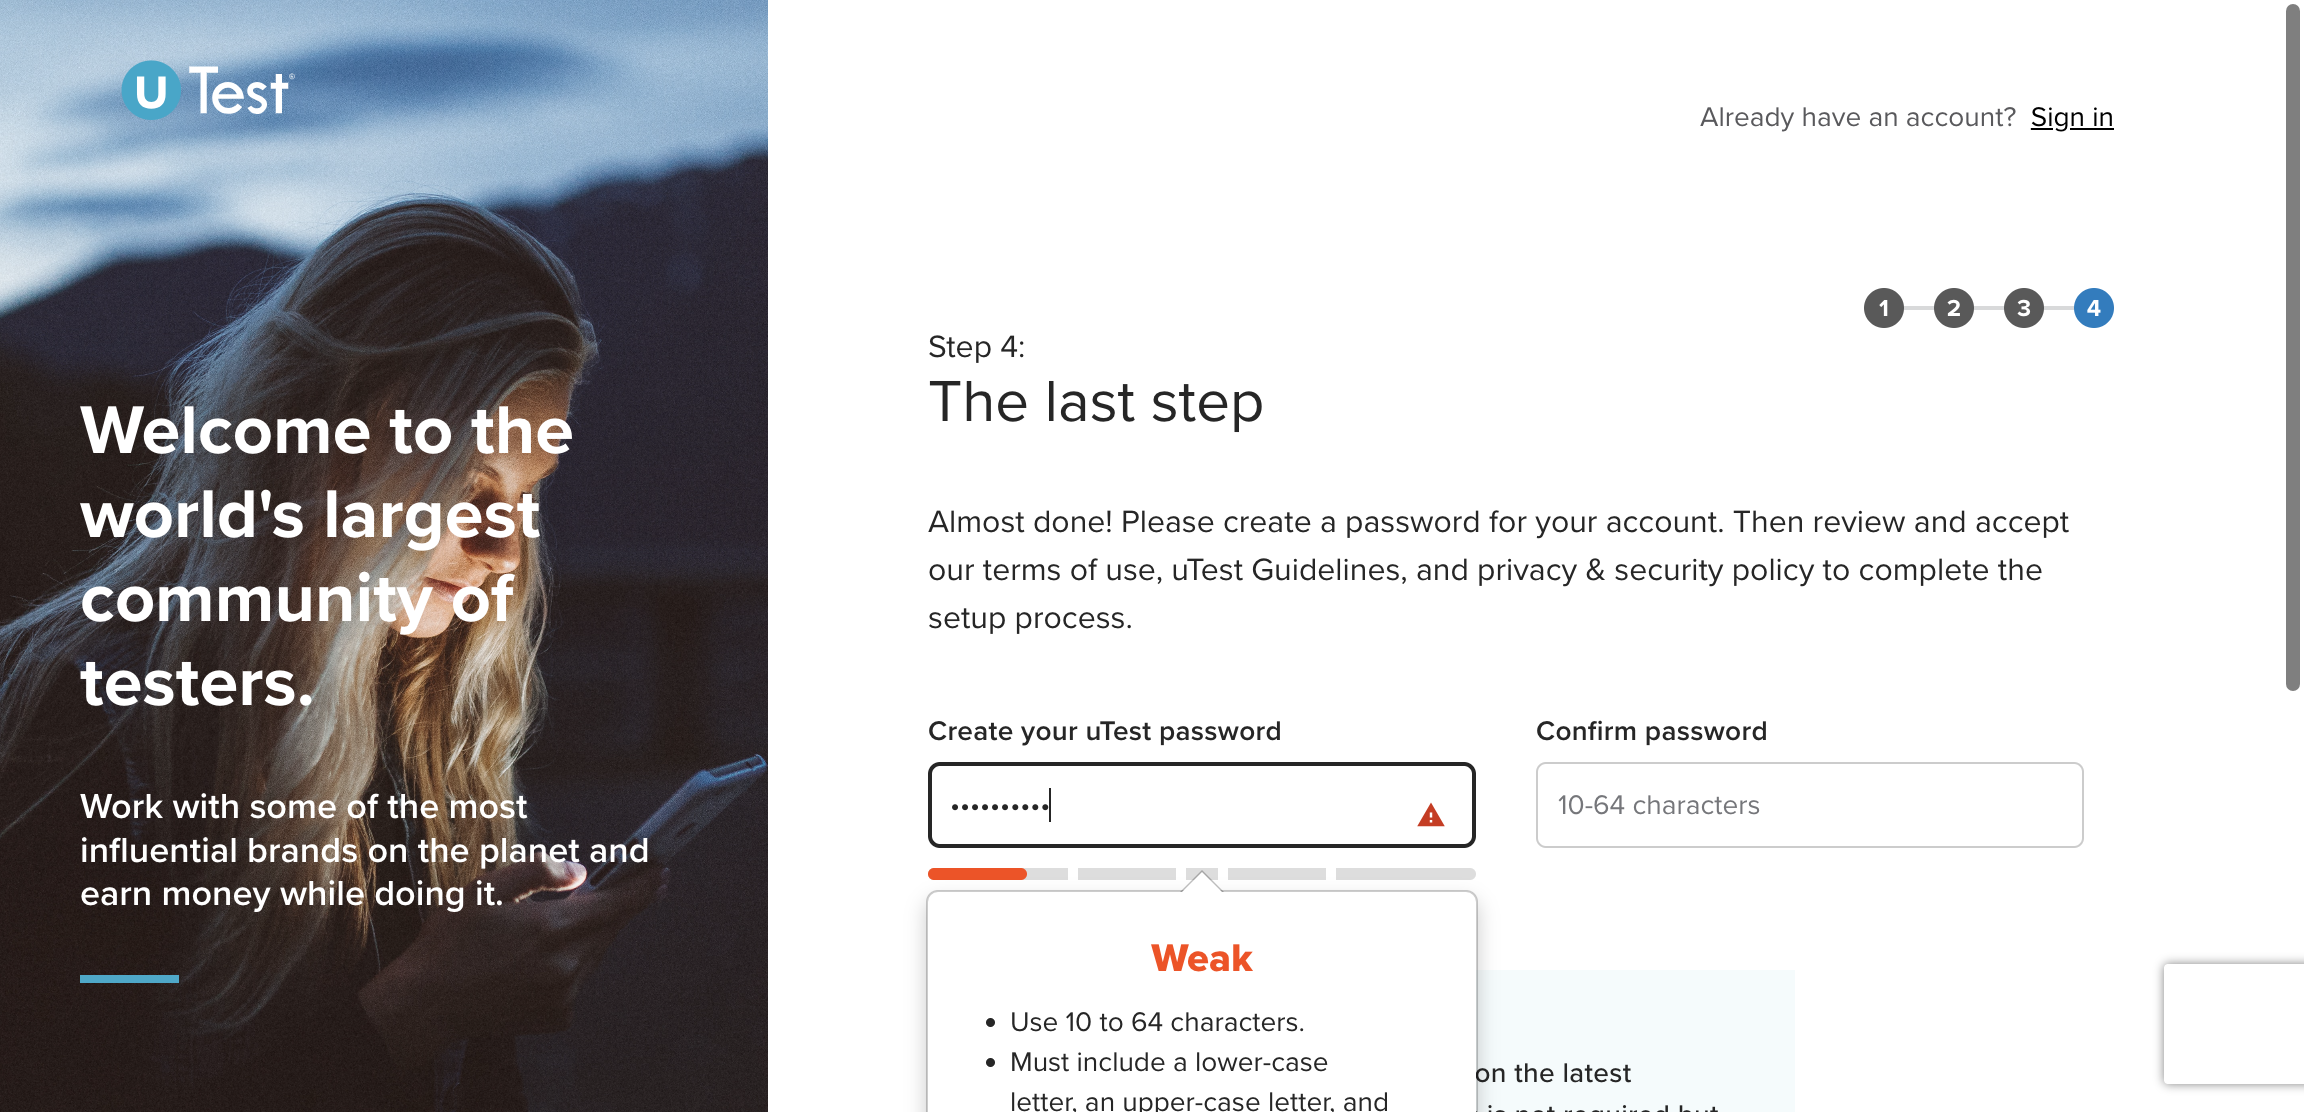 U Test®
Already have an account? Sign in
Welcome to the
world's largest
community of
testers.
Work with some of the most
influential brands on the planet and
earn money while doing it.
1 2 3 4
Step 4:
The last step
Almost done! Please create a password for your account. Then review and accept
our terms of use, uTest Guidelines, and privacy & security policy to complete the
setup process.
Create your uTest password
••••••••••
Confirm password
10-64 characters
Weak
• Use 10 to 64 characters.
• Must include a lower-case
letter, an upper-case letter, and
on the latest
is not required but